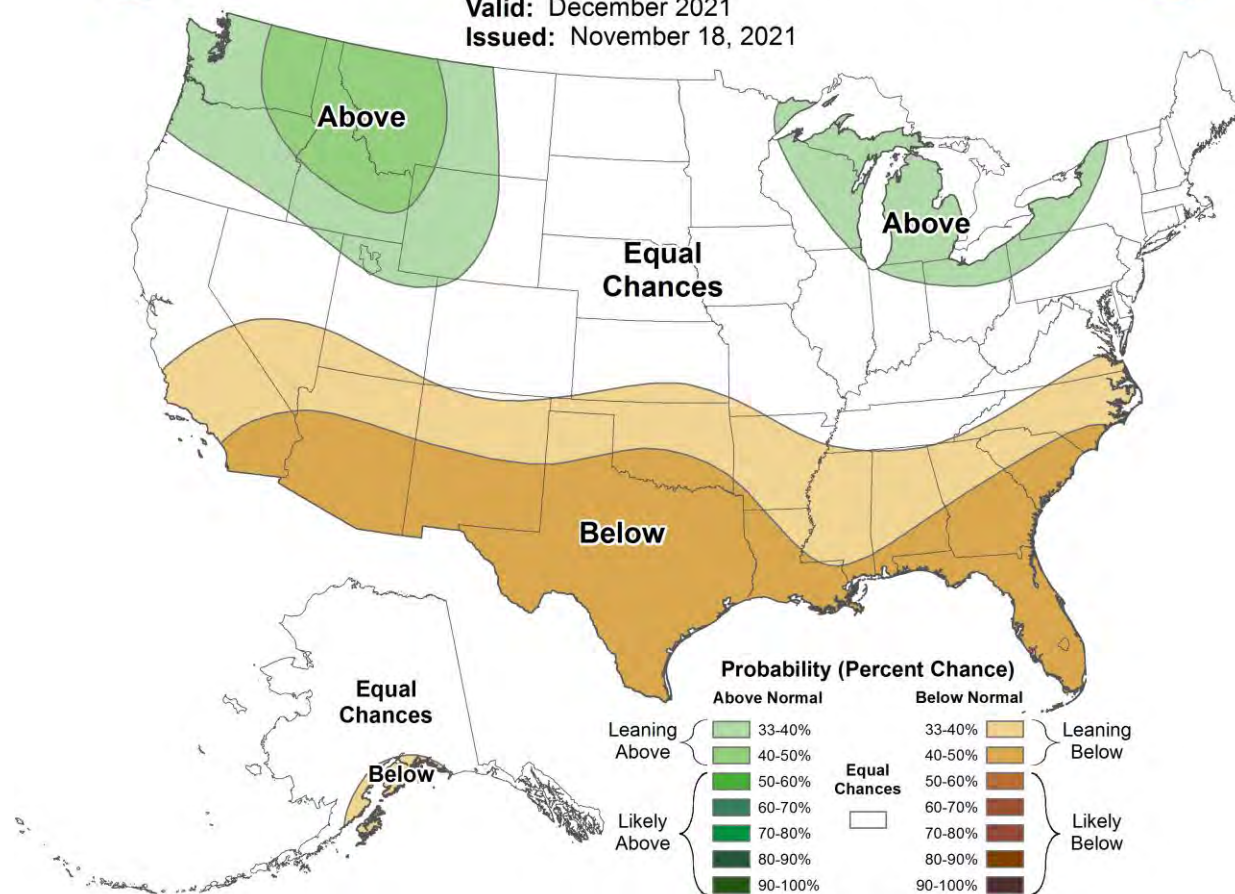 Valid: December 2021
Issued: November 18, 2021
Above
Above
Equal
Chances
Below
Equal
Chances
Below
Probability (Percent Chance)
Above Normal
Below Normal
Leaning
Above
33-40%
40-50%
50-60%
60-70%
70-80%
80-90%
90-100%
Likely
Above
Equal
Chances
33-40%
40-50%
50-60%
60-70%
70-80%
80-90%
90-100%
Leaning
Below
Likely
Below